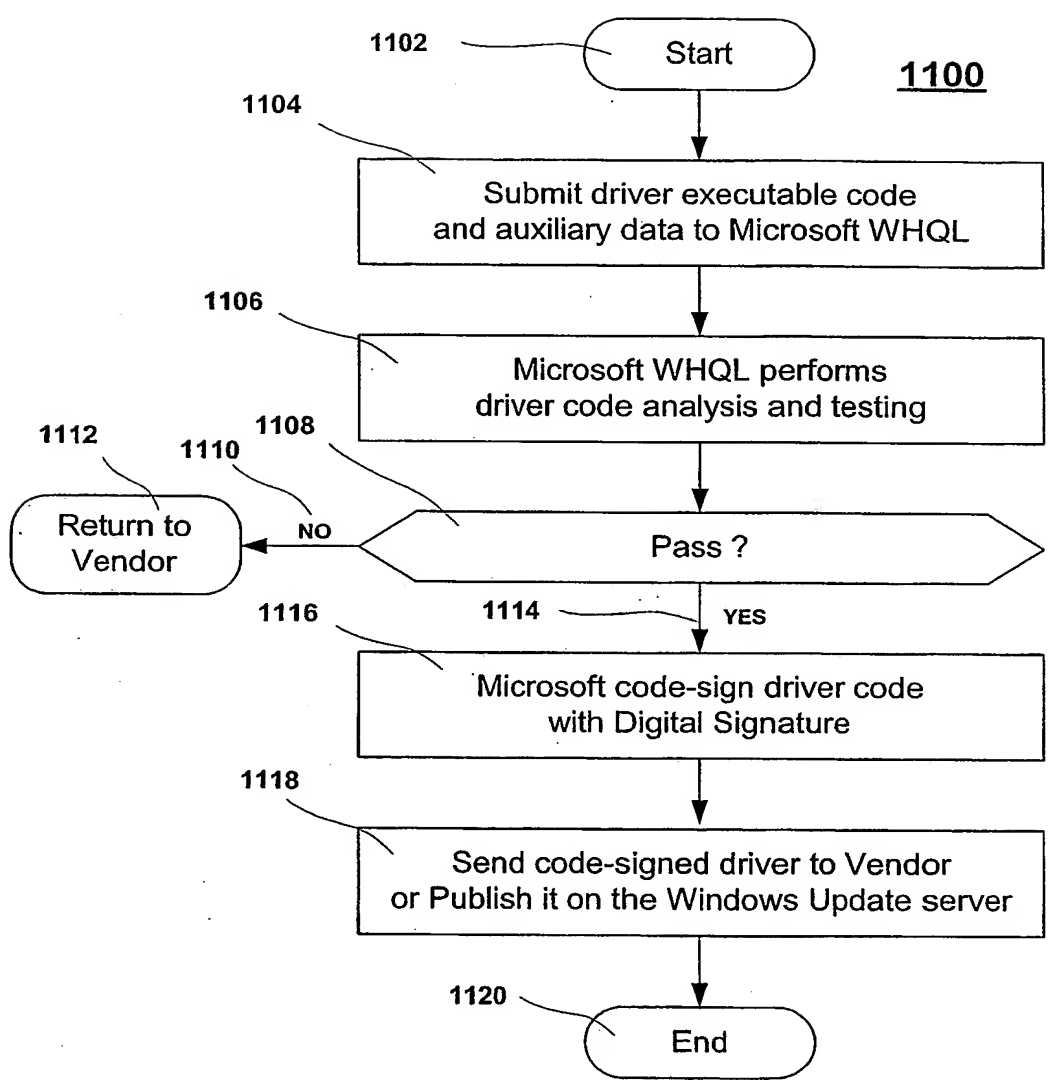 1102
Start
1100
1104
Submit driver executable code
and auxiliary data to Microsoft WHQL
1106
Microsoft WHQL performs
driver code analysis and testing
1108
1112
1110
Return to
Vendor
NO
Pass ?
1116
1114
YES
Microsoft code-sign driver code
with Digital Signature
1118
Send code-signed driver to Vendor
or Publish it on the Windows Update server
1120
End